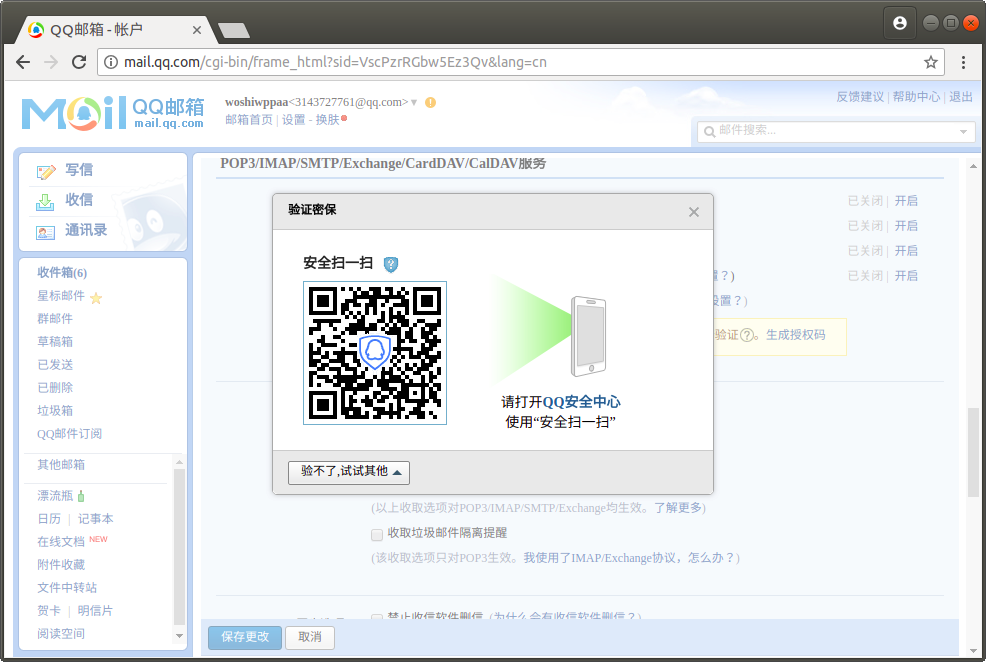 QQ邮箱 - 帐户
mail.qq.com/cgi-bin/frame_html?sid=VscPzrRGbw5Ez3Qv&lang=cn
Mail QQ邮箱
mail.qq.com
woshiwppaa<3143727761@qq.com>
邮箱首页 | 设置 - 换肤
反馈建议 | 帮助中心 | 退出
邮件搜索...
写信
收信
通讯录
收件箱(6)
星标邮件
群邮件
草稿箱
已发送
已删除
垃圾箱
QQ邮件订阅
其他邮箱
漂流瓶
日历 | 记事本
在线文档 NEW
附件收藏
文件中转站
贺卡 | 明信片
阅读空间
POP3/IMAP/SMTP/Exchange/CardDAV/CalDAV服务
已关闭 | 开启
已关闭 | 开启
已关闭 | 开启
置？) 已关闭 | 开启
设置？)
验证?。生成授权码
验证密保
安全扫一扫 ?
请打开QQ安全中心
使用“安全扫一扫”
验不了,试试其他
(以上收取选项对POP3/IMAP/SMTP/Exchange均生效。了解更多)
收取垃圾邮件隔离提醒
(该收取选项只对POP3生效。我使用了IMAP/Exchange协议，怎么办？)
禁止收信软件删信 (为什么会有收信软件删信？)
保存更改 取消